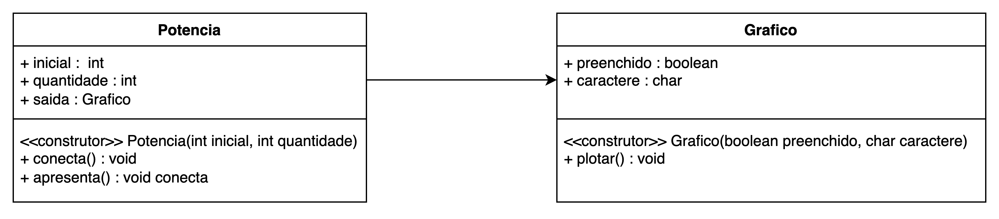 Potencia
+ inicial :  int
+ quantidade : int
+ saida : Grafico
<<construtor>> Potencia(int inicial, int quantidade)
+ conecta() : void
+ apresenta() : void conecta
Grafico
+ preenchido : boolean
+ caractere : char
<<construtor>> Grafico(boolean preenchido, char caractere)
+ plotar() : void